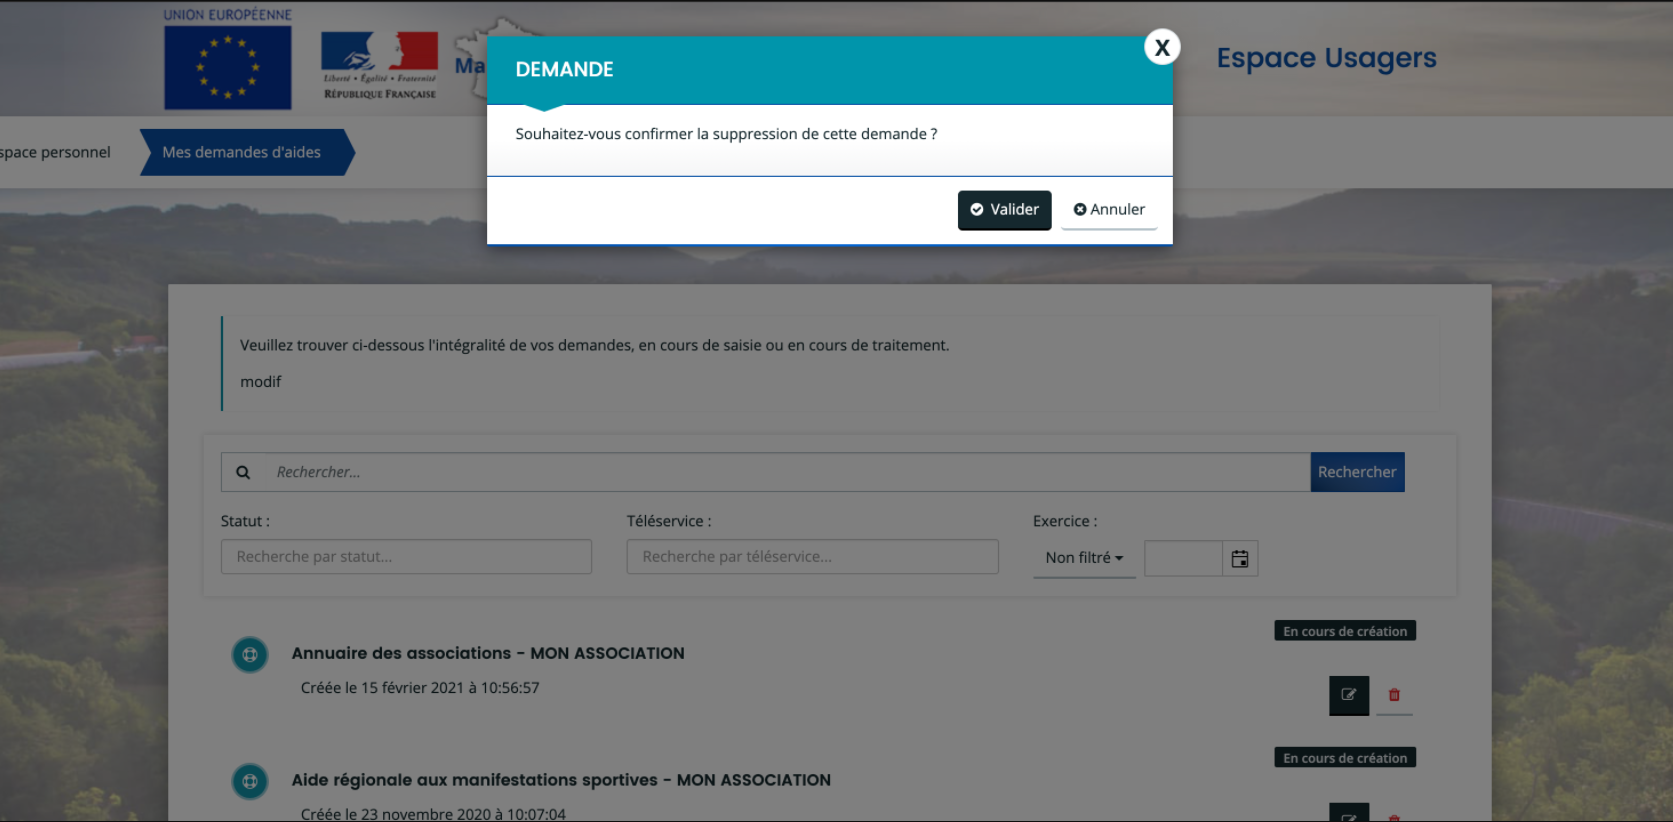 UNION EUROPÉENNE
Liberté • Égalité • Fraternité
RÉPUBLIQUE FRANÇAISE
Ma
DEMANDE
X
Espace Usagers
Souhaitez-vous confirmer la suppression de cette demande ?
Valider
Annuler
space personnel
Mes demandes d'aides
Veuillez trouver ci-dessous l'intégralité de vos demandes, en cours de saisie ou en cours de traitement.
modif
Rechercher...
Rechercher
Statut :
Téléservice :
Exercice :
Recherche par statut...
Recherche par téléservice...
Non filtré
En cours de création
Annuaire des associations - MON ASSOCIATION
Créée le 15 février 2021 à 10:56:57
En cours de création
Aide régionale aux manifestations sportives - MON ASSOCIATION
Créée le 23 novembre 2020 à 10:07:04